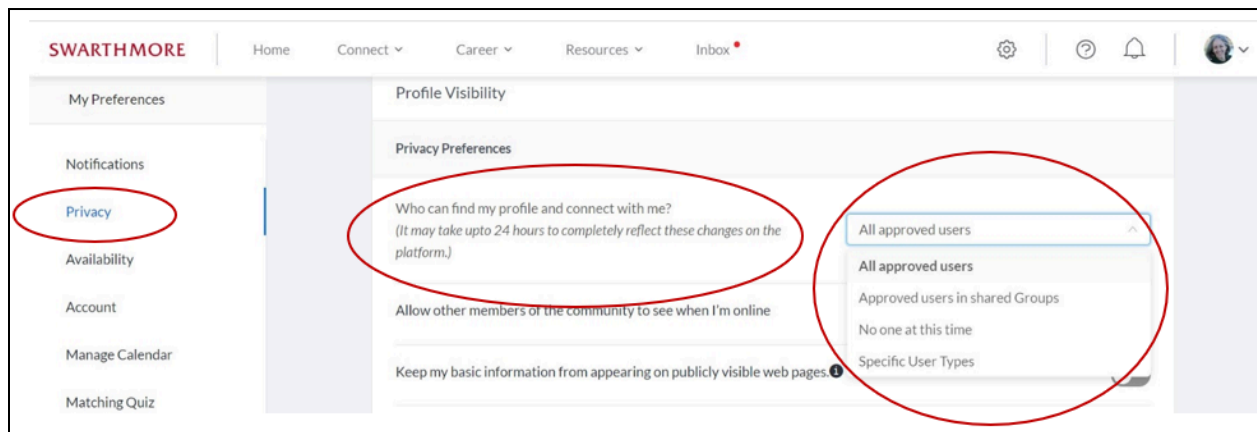 SWARTHMORE Home Connect Career Resources Inbox
My Preferences
Notifications
Privacy
Availability
Account
Manage Calendar
Matching Quiz
Profile Visibility
Privacy Preferences
Who can find my profile and connect with me?
(It may take upto 24 hours to completely reflect these changes on the
platform.)
All approved users
All approved users
Approved users in shared Groups
No one at this time
Specific User Types
Allow other members of the community to see when I'm online
Keep my basic information from appearing on publicly visible web pages.